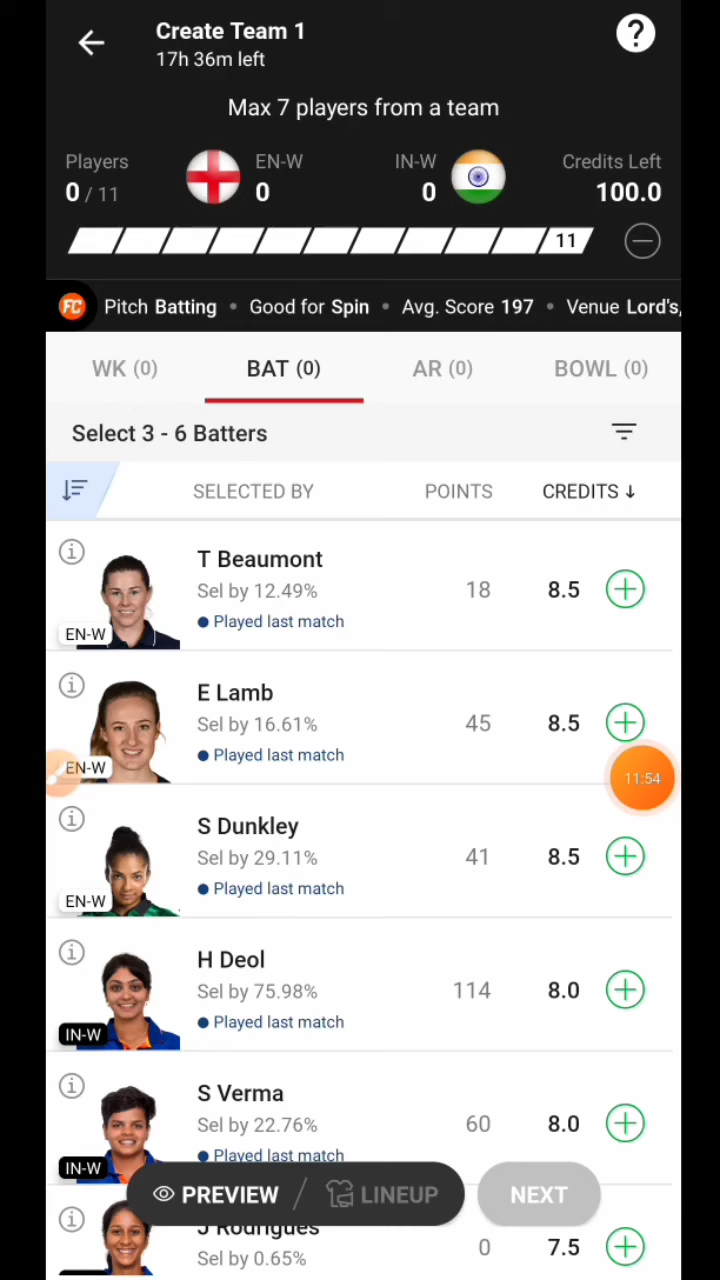 Create Team 1
17h 36m left
?
Max 7 players from a team
Players EN-W IN-W Credits Left
0 / 11 0 0 100.0
11
FC Pitch Batting • Good for Spin • Avg. Score 197 • Venue Lord's,
WK (0) BAT (0) AR (0) BOWL (0)
Select 3 - 6 Batters
SELECTED BY POINTS CREDITS ↓
T Beaumont
Sel by 12.49% 18 8.5
Played last match
EN-W
E Lamb
Sel by 16.61% 45 8.5
Played last match
EN-W
11:54
S Dunkley
Sel by 29.11% 41 8.5
Played last match
EN-W
H Deol
Sel by 75.98% 114 8.0
Played last match
IN-W
S Verma
Sel by 22.76% 60 8.0
Played last match
IN-W
PREVIEW / LINEUP NEXT
J Rodrigues
Sel by 0.65% 0 7.5